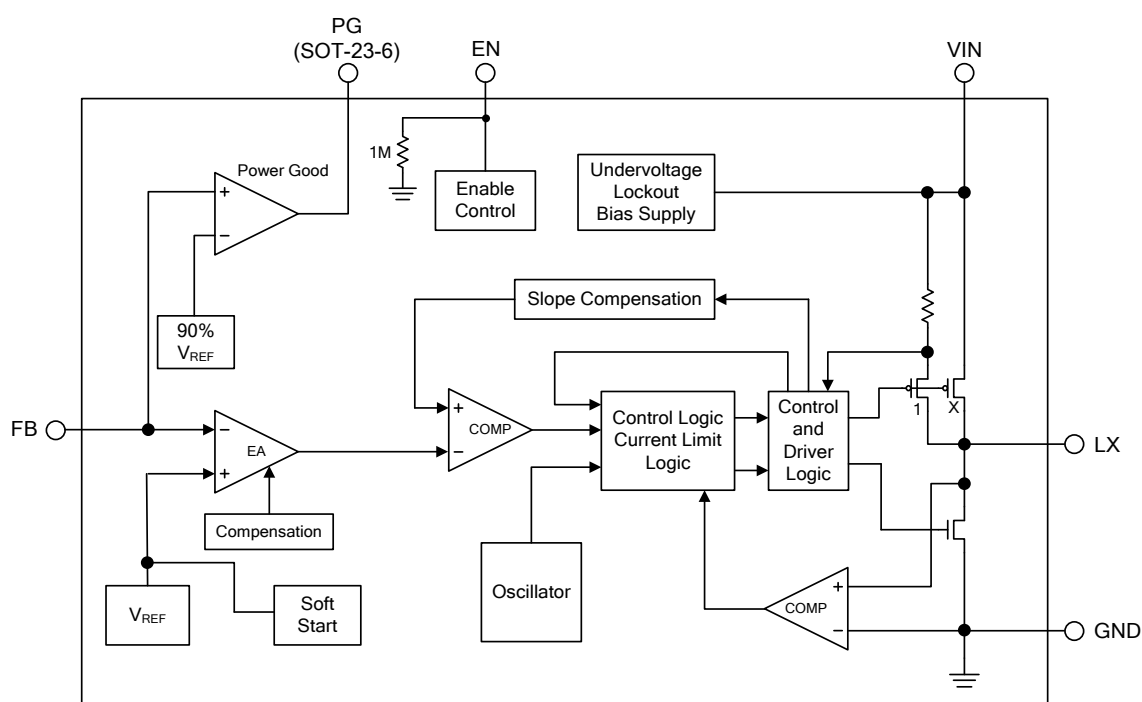 PG
(SOT-23-6)
EN
VIN
1M
Power Good
+
−
Enable
Control
Undervoltage
Lockout
Bias Supply
90%
VREF
Slope Compensation
FB
−
EA
+
+
COMP
−
Control Logic
Current Limit
Logic
Control
and
Driver
Logic
1
X
LX
Compensation
Oscillator
VREF
Soft
Start
+
COMP
−
GND